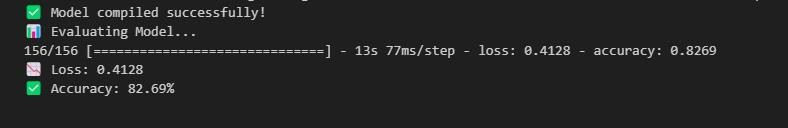 ✅ Model compiled successfully!
📊 Evaluating Model...
156/156 [==============================] - 13s 77ms/step - loss: 0.4128 - accuracy: 0.8269
📉 Loss: 0.4128
✅ Accuracy: 82.69%